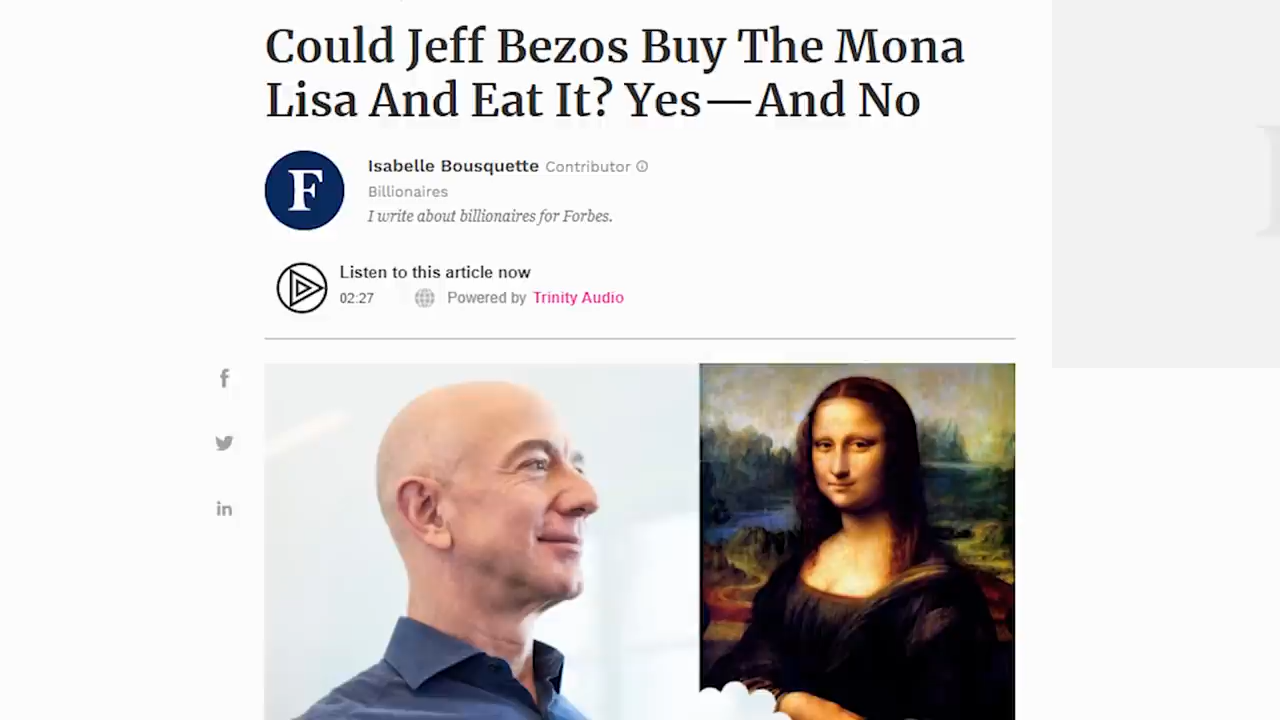 Could Jeff Bezos Buy The Mona
Lisa And Eat It? Yes—And No
F
Isabelle Bousquette Contributor
Billionaires
I write about billionaires for Forbes.
Listen to this article now
02:27 Powered by Trinity Audio
f
in